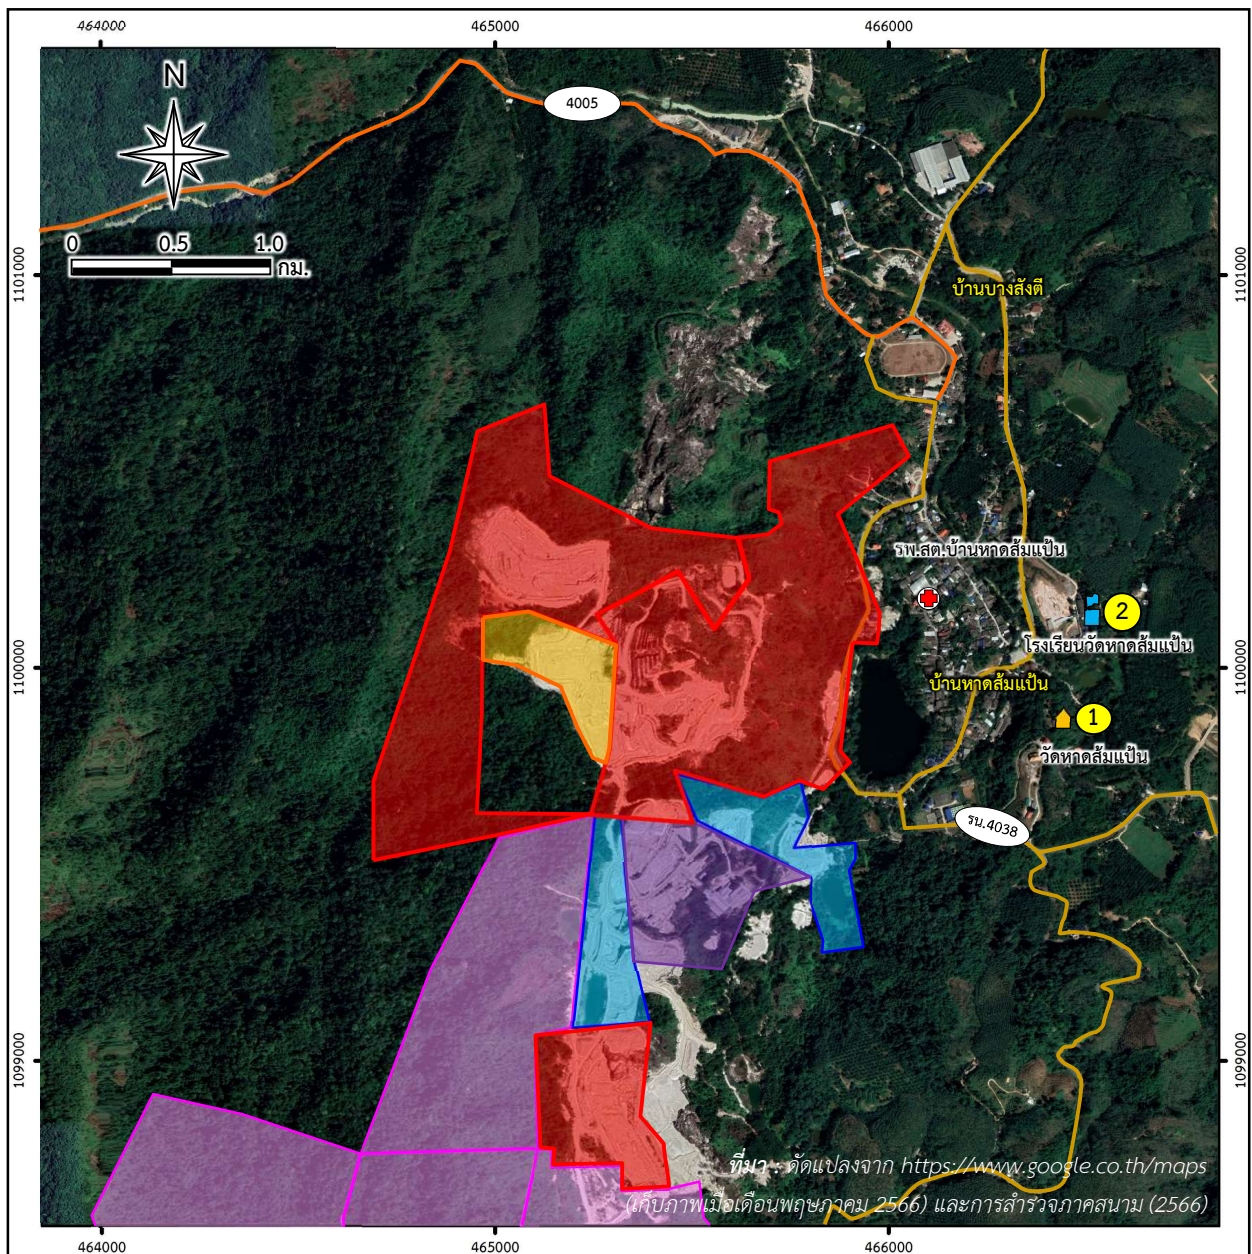 464000 465000 466000
N
4005
0 0.5 1.0
กม.
1101000 1101000
บ้านบางสังตี
รพ.สต.บ้านหาดส้มแป้น
2
โรงเรียนวัดหาดส้มแป้น
1100000 1100000
บ้านหาดส้มแป้น
1
วัดหาดส้มแป้น
รน.4038
1099000 1099000
ที่มา : ดัดแปลงจาก https://www.google.co.th/maps
(เก็บภาพเมื่อเดือนพฤษภาคม 2566) และการสำรวจภาคสนาม (2566)
464000 465000 466000